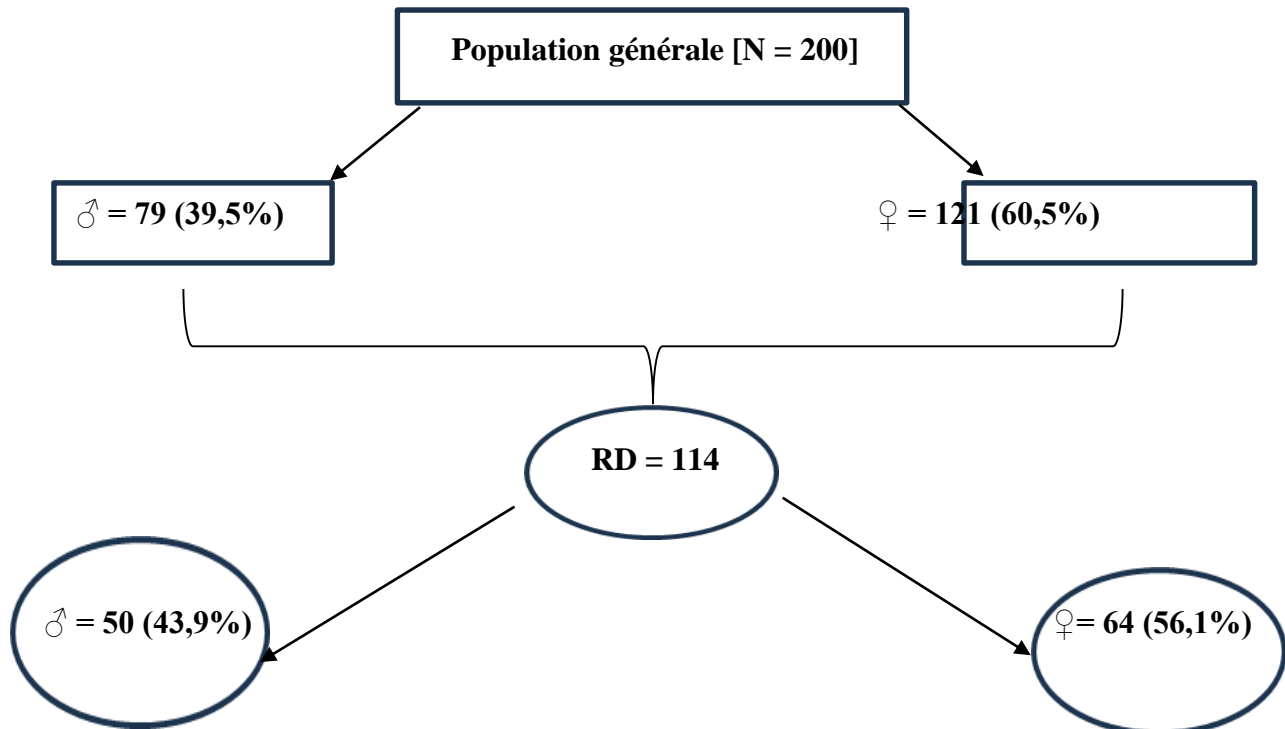 Population générale [N = 200]
♂ = 79 (39,5%)
♀ = 121 (60,5%)
RD = 114
♂ = 50 (43,9%)
♀= 64 (56,1%)